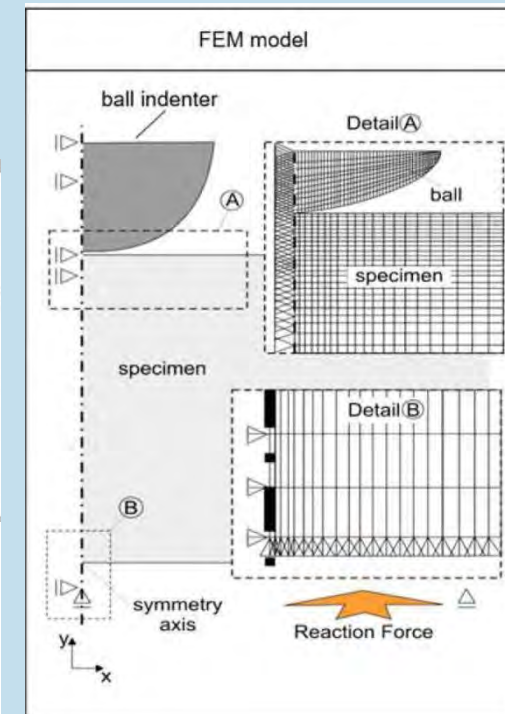 FEM model
ball indenter
Detail Ⓐ
Ⓐ
ball
specimen
specimen
Detail Ⓑ
Ⓑ
symmetry
axis
Reaction Force
y
x